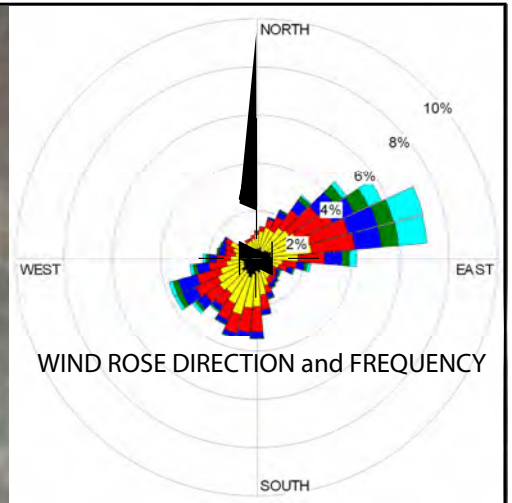 NORTH
10%
8%
6%
4%
2%
WEST
EAST
WIND ROSE DIRECTION and FREQUENCY
SOUTH